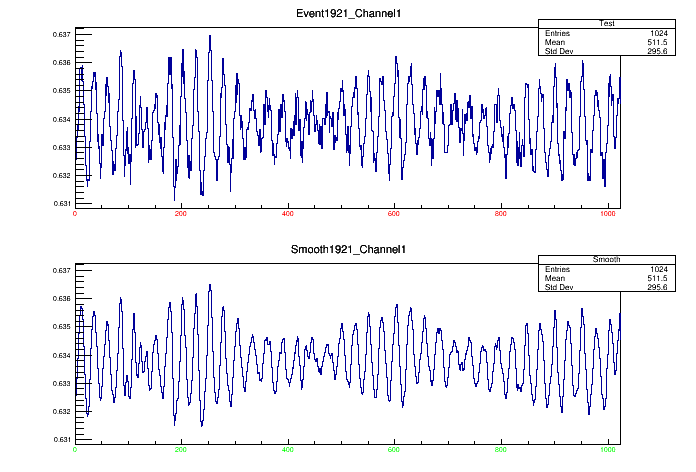 Event1921_Channel1
Test
Entries 1024
Mean 511.5
Std Dev 295.6
0.637
0.636
0.635
0.634
0.633
0.632
0.631
0 200 400 600 800 1000
Smooth1921_Channel1
Smooth
Entries 1024
Mean 511.5
Std Dev 295.6
0.637
0.636
0.635
0.634
0.633
0.632
0.631
0 200 400 600 800 1000